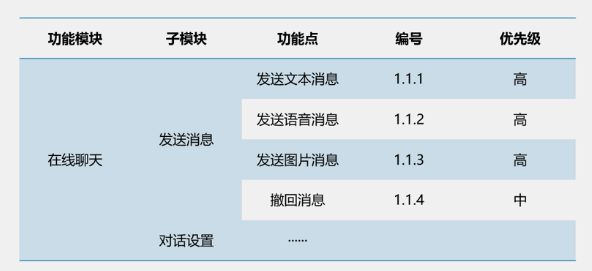 功能模块 子模块 功能点 编号 优先级
发送文本消息 1.1.1 高
发送语音消息 1.1.2 高
发送消息
在线聊天 发送图片消息 1.1.3 高
撤回消息 1.1.4 中
对话设置 ......